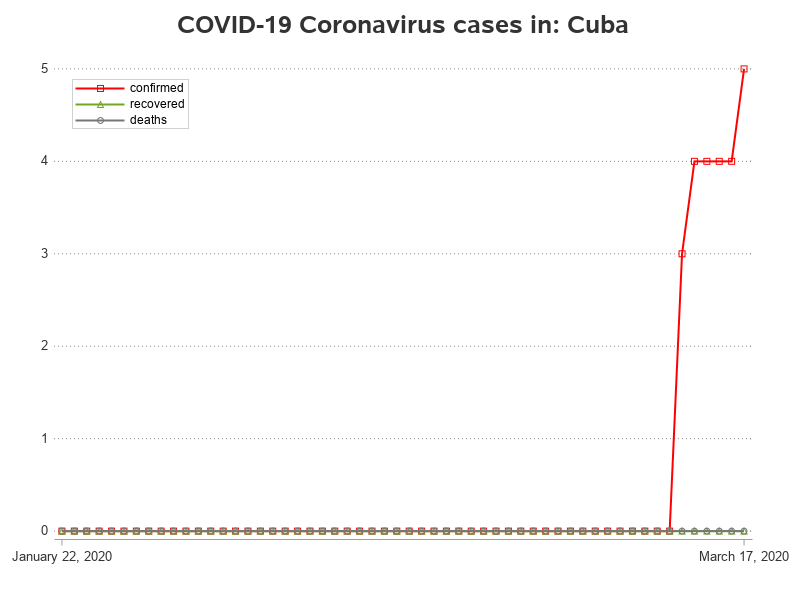 COVID-19 Coronavirus cases in: Cuba
5
confirmed
recovered
deaths
4
3
2
1
0
January 22, 2020
March 17, 2020